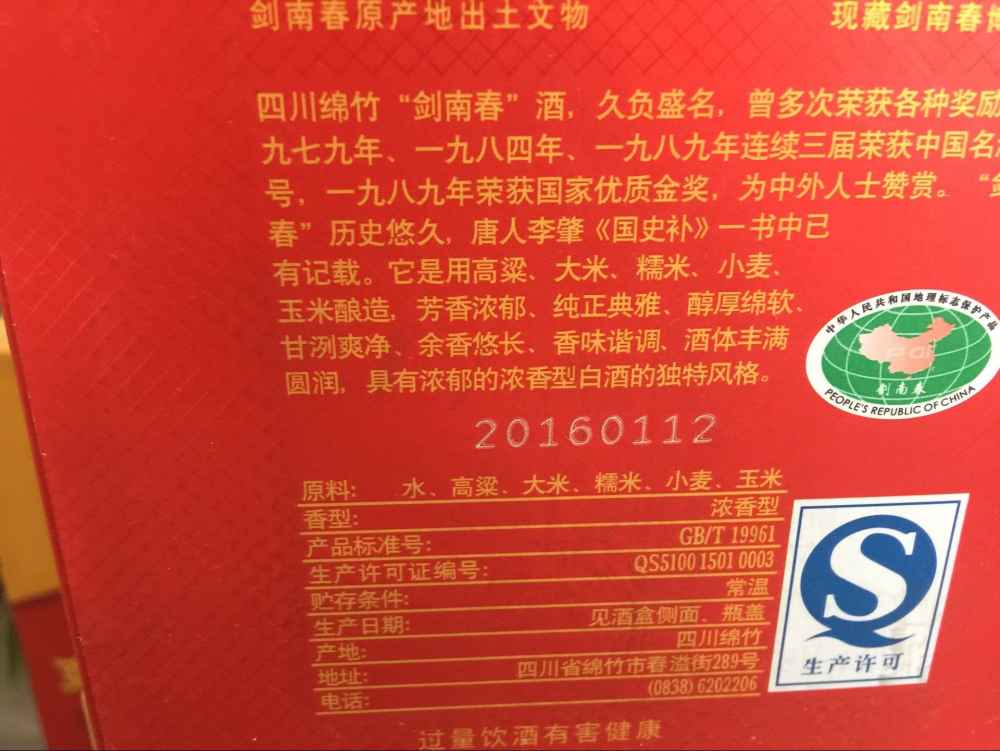 剑南春原产地出土文物 现藏剑南春
四川绵竹“剑南春”酒，久负盛名，曾多次荣获各种奖励
九七九年、一九八四年、一九八九年连续三届荣获中国名
号，一九八九年荣获国家优质金奖，为中外人士赞赏。“
春”历史悠久，唐人李肇《国史补》一书中已
有记载。它是用高粱、大米、糯米、小麦、
玉米酿造，芳香浓郁、纯正典雅、醇厚绵软、
甘洌爽净、余香悠长、香味谐调、酒体丰满
圆润，具有浓郁的浓香型白酒的独特风格。
中华人民共和国地理标志保护产品
PGI
剑南春
PEOPLE'S REPUBLIC OF CHINA
20160112
原料: 水、高粱、大米、糯米、小麦、玉米
香型: 浓香型
产品标准号: GB/T 19961
生产许可证编号: QS5100 1501 0003
贮存条件: 常温
生产日期: 见酒盒侧面、瓶盖
产地: 四川绵竹
地址: 四川省绵竹市春溢街289号
电话: (0838) 6202206
生产许可
过量饮酒有害健康